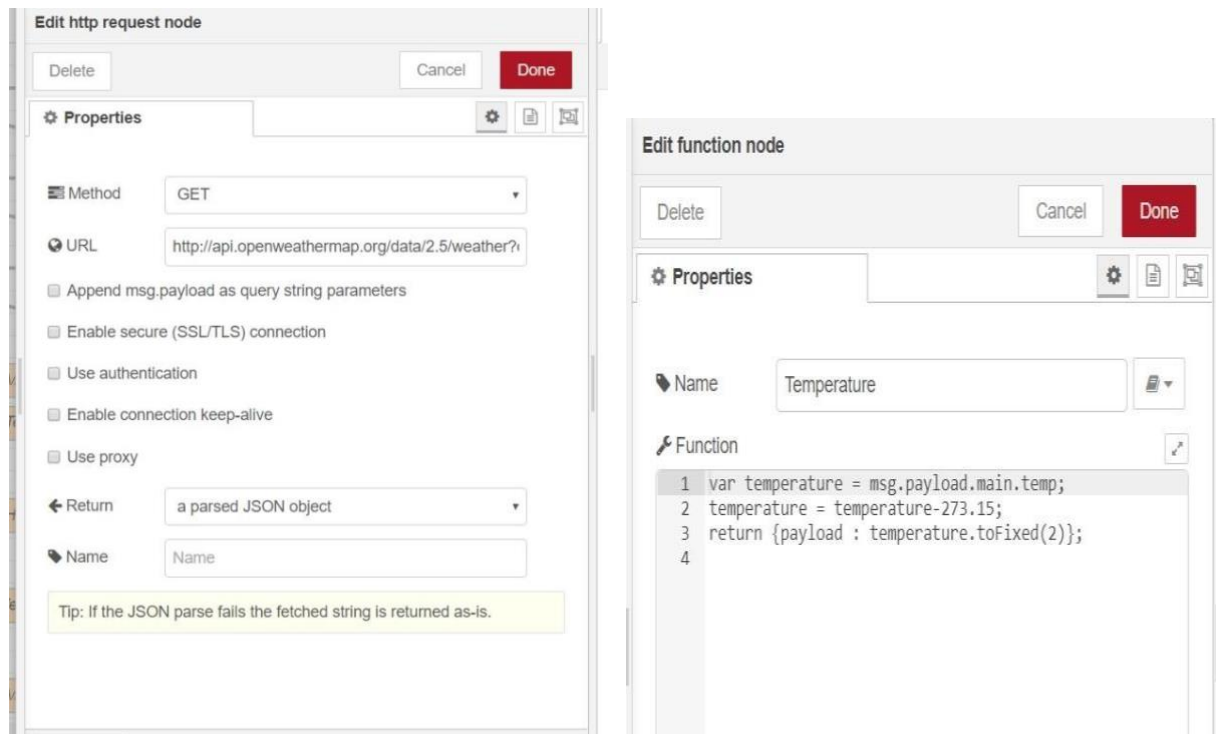 Edit http request node
Delete
Cancel
Done
Properties
Method
GET
URL
http://api.openweathermap.org/data/2.5/weather?
Append msg.payload as query string parameters
Enable secure (SSL/TLS) connection
Use authentication
Enable connection keep-alive
Use proxy
Return
a parsed JSON object
Name
Name
Tip: If the JSON parse fails the fetched string is returned as-is.
Edit function node
Delete
Cancel
Done
Properties
Name
Temperature
Function
1 var temperature = msg.payload.main.temp;
2 temperature = temperature-273.15;
3 return {payload : temperature.toFixed(2)};
4